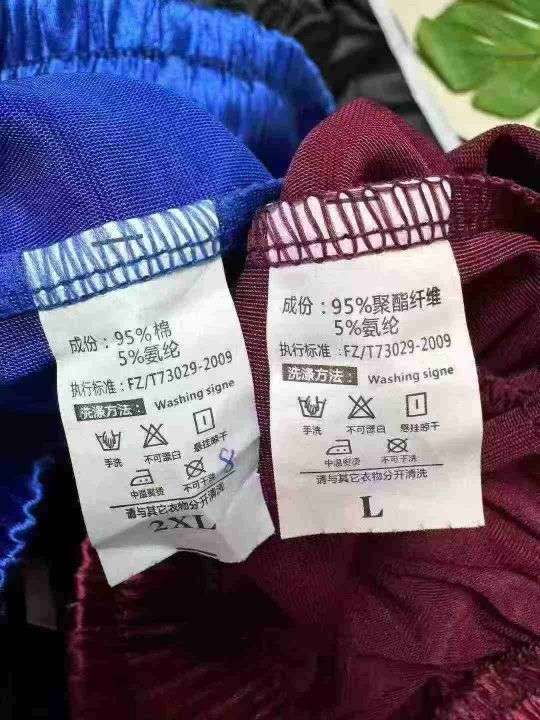 成份：95%棉
5%氨纶
执行标准：FZ/T73029-2009
洗涤方法： Washing signe
手洗 不可漂白 悬挂晾干
中温熨烫 不可干洗
8
请与其它衣物分开清洗
2XL
成份：95%聚酯纤维
5%氨纶
执行标准：FZ/T73029-2009
洗涤方法： Washing signe
手洗 不可漂白 悬挂晾干
中温熨烫 不可干洗
请与其它衣物分开清洗
L